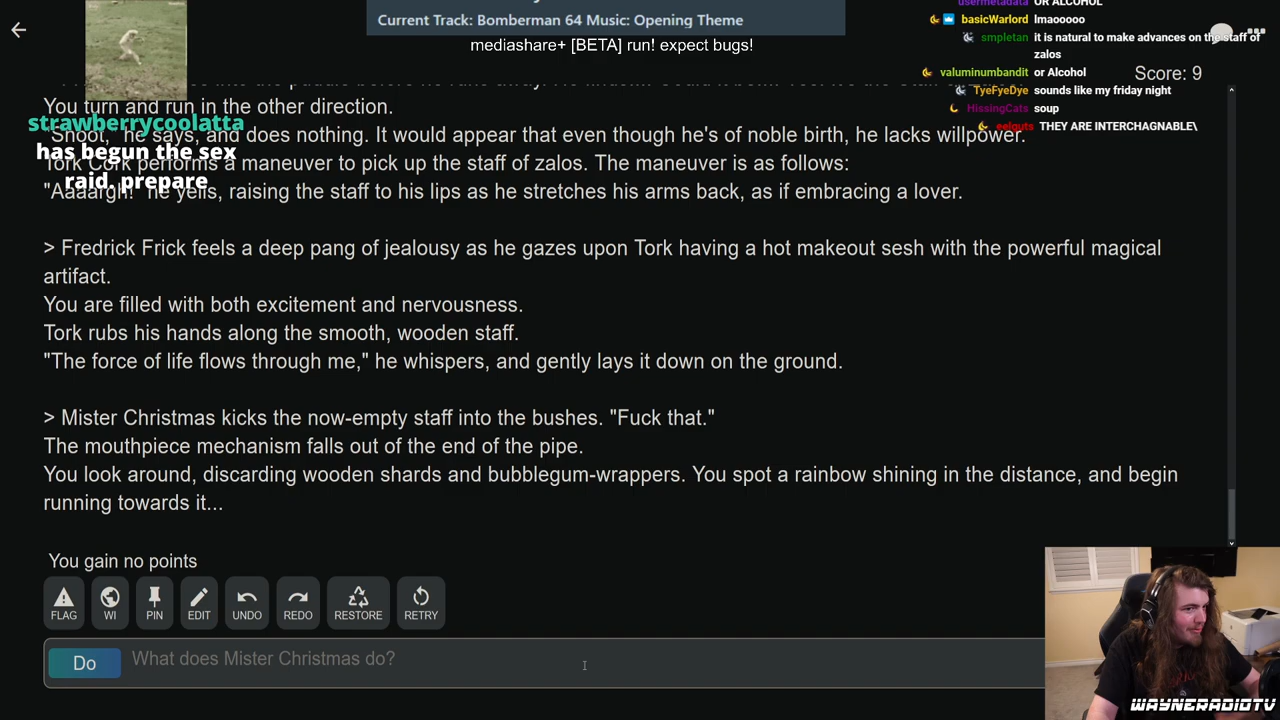 Current Track: Bomberman 64 Music: Opening Theme
mediashare+ [BETA] run! expect bugs!
usermetadata OR ALCOHOL
basicWarlord lmaooooo
smpletan it is natural to make advances on the staff of
zalos
valuminumbandit or Alcohol
TyeFyeDye sounds like my friday night
HissingCats soup
eelguts THEY ARE INTERCHAGNABLE\
Score: 9
strawberrycoolatta
has begun the sex
raid. prepare
You turn and run in the other direction.
"Shoot," he says, and does nothing. It would appear that even though he's of noble birth, he lacks willpower.
Tork Cork performs a maneuver to pick up the staff of zalos. The maneuver is as follows:
"Aaaargh!" he yells, raising the staff to his lips as he stretches his arms back, as if embracing a lover.
> Fredrick Frick feels a deep pang of jealousy as he gazes upon Tork having a hot makeout sesh with the powerful magical
artifact.
You are filled with both excitement and nervousness.
Tork rubs his hands along the smooth, wooden staff.
"The force of life flows through me," he whispers, and gently lays it down on the ground.
> Mister Christmas kicks the now-empty staff into the bushes. "Fuck that."
The mouthpiece mechanism falls out of the end of the pipe.
You look around, discarding wooden shards and bubblegum-wrappers. You spot a rainbow shining in the distance, and begin
running towards it...
You gain no points
FLAG WI PIN EDIT UNDO REDO RESTORE RETRY
Do What does Mister Christmas do?
WAYNERADIOTV